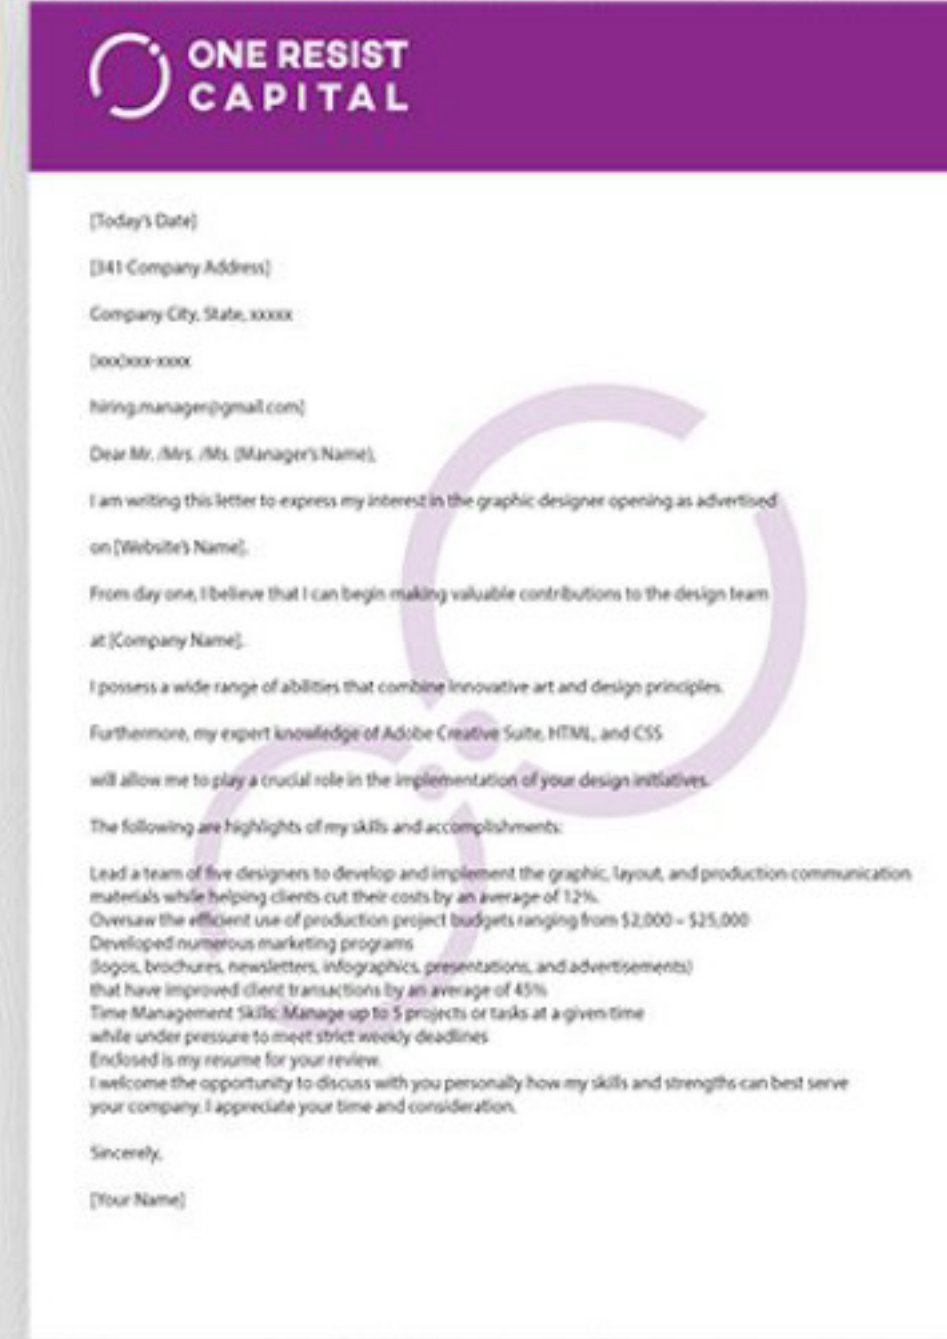 ONE RESIST
CAPITAL
[Today's Date]
[341 Company Address]
Company City, State, xxxxx
(xxx)xxx-xxxx
hiring.manager@gmail.com]
Dear Mr. /Mrs. /Ms. (Manager's Name),
I am writing this letter to express my interest in the graphic designer opening as advertised
on [Website's Name].
From day one, I believe that I can begin making valuable contributions to the design team
at [Company Name].
I possess a wide range of abilities that combine innovative art and design principles.
Furthermore, my expert knowledge of Adobe Creative Suite, HTML, and CSS
will allow me to play a crucial role in the implementation of your design initiatives.
The following are highlights of my skills and accomplishments:
Lead a team of five designers to develop and implement the graphic, layout, and production communication
materials while helping clients cut their costs by an average of 12%.
Oversaw the efficient use of production project budgets ranging from $2,000 – $25,000
Developed numerous marketing programs
(logos, brochures, newsletters, infographics, presentations, and advertisements)
that have improved client transactions by an average of 45%
Time Management Skills: Manage up to 5 projects or tasks at a given time
while under pressure to meet strict weekly deadlines
Enclosed is my resume for your review.
I welcome the opportunity to discuss with you personally how my skills and strengths can best serve
your company. I appreciate your time and consideration.
Sincerely,
[Your Name]